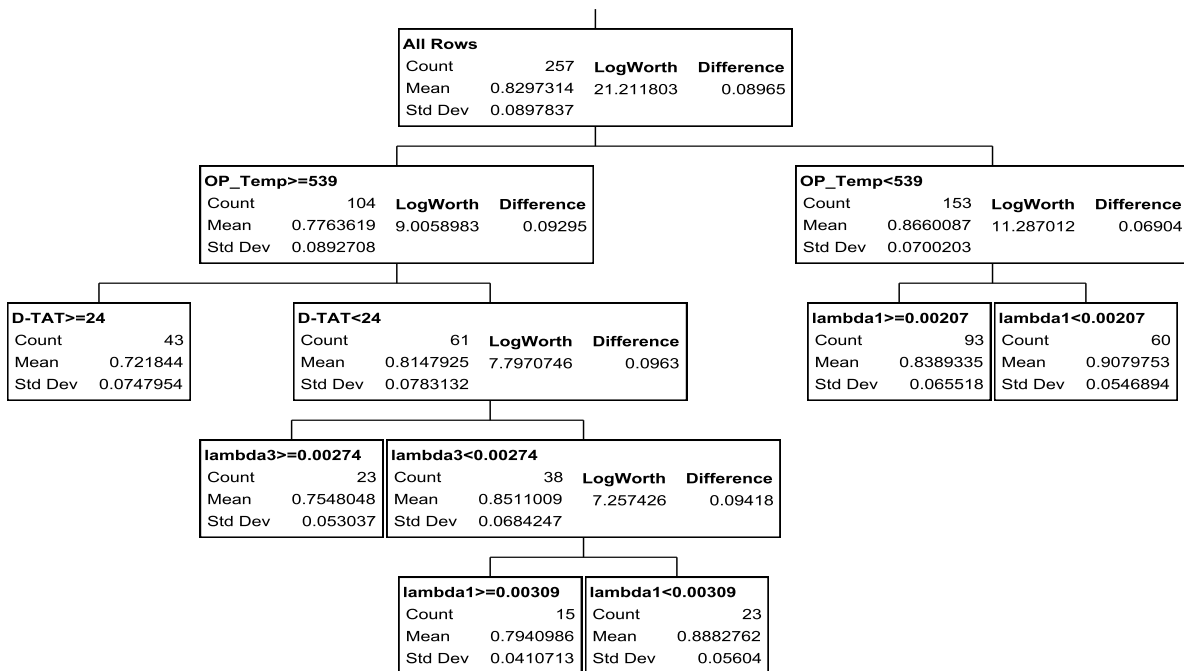 All Rows
Count 257 LogWorth Difference
Mean 0.8297314 21.211803 0.08965
Std Dev 0.0897837
OP_Temp>=539
Count 104 LogWorth Difference
Mean 0.7763619 9.0058983 0.09295
Std Dev 0.0892708
OP_Temp<539
Count 153 LogWorth Difference
Mean 0.8660087 11.287012 0.06904
Std Dev 0.0700203
D-TAT>=24
Count 43
Mean 0.721844
Std Dev 0.0747954
D-TAT<24
Count 61 LogWorth Difference
Mean 0.8147925 7.7970746 0.0963
Std Dev 0.0783132
lambda1>=0.00207
Count 93
Mean 0.8389335
Std Dev 0.065518
lambda1<0.00207
Count 60
Mean 0.9079753
Std Dev 0.0546894
lambda3>=0.00274
Count 23
Mean 0.7548048
Std Dev 0.053037
lambda3<0.00274
Count 38 LogWorth Difference
Mean 0.8511009 7.257426 0.09418
Std Dev 0.0684247
lambda1>=0.00309
Count 15
Mean 0.7940986
Std Dev 0.0410713
lambda1<0.00309
Count 23
Mean 0.8882762
Std Dev 0.05604